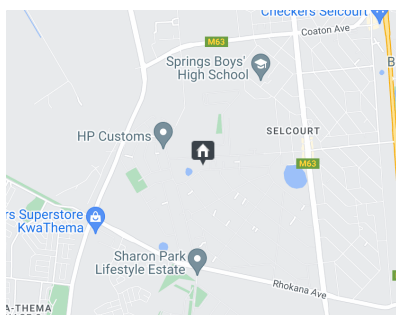 Checkers Selcourt
Coaton Ave
M63
Springs Boys'
High School
B
SELCOURT
HP Customs
M63
rs Superstore
KwaThema
Sharon Park
Lifestyle Estate
Rhokana Ave
A-THEMA